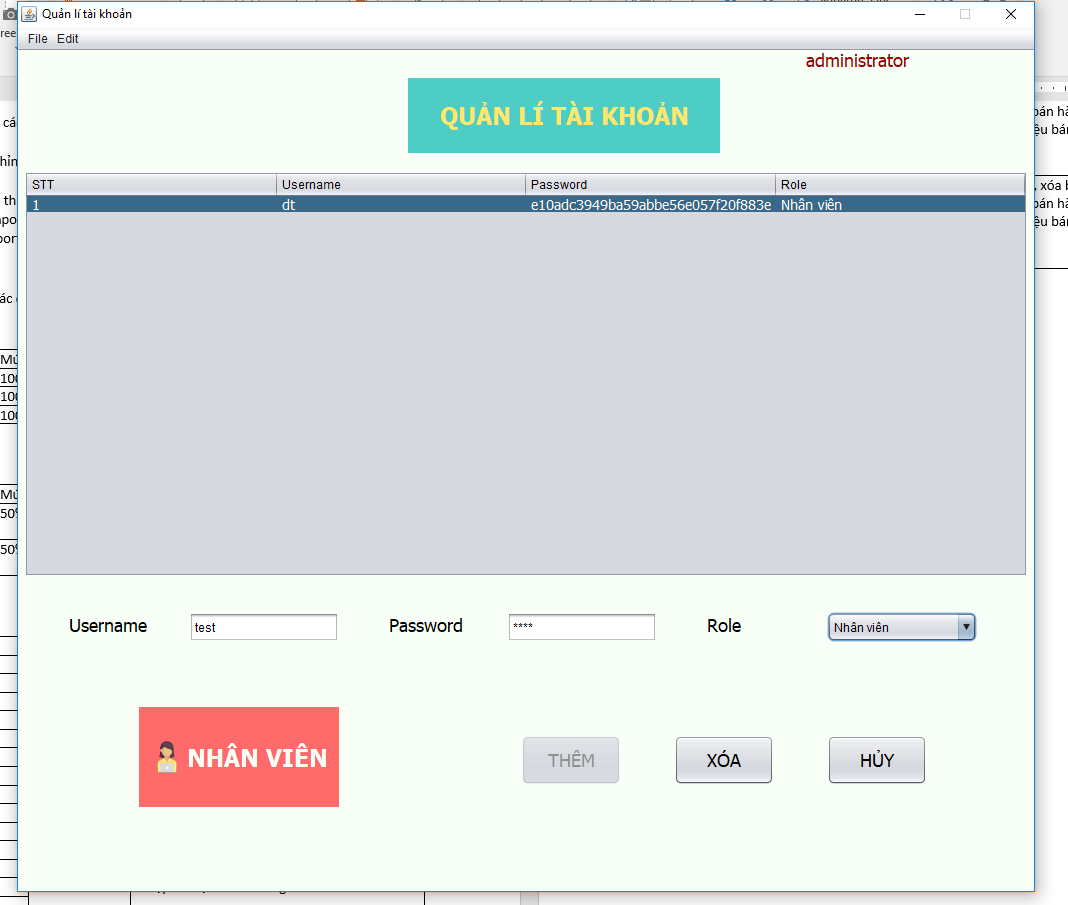 Quản lí tài khoản
File Edit
administrator
QUẢN LÍ TÀI KHOẢN
STT Username Password Role
1 dt e10adc3949ba59abbe56e057f20f883e Nhân viên
Username test Password **** Role Nhân viên
NHÂN VIÊN
THÊM XÓA HỦY